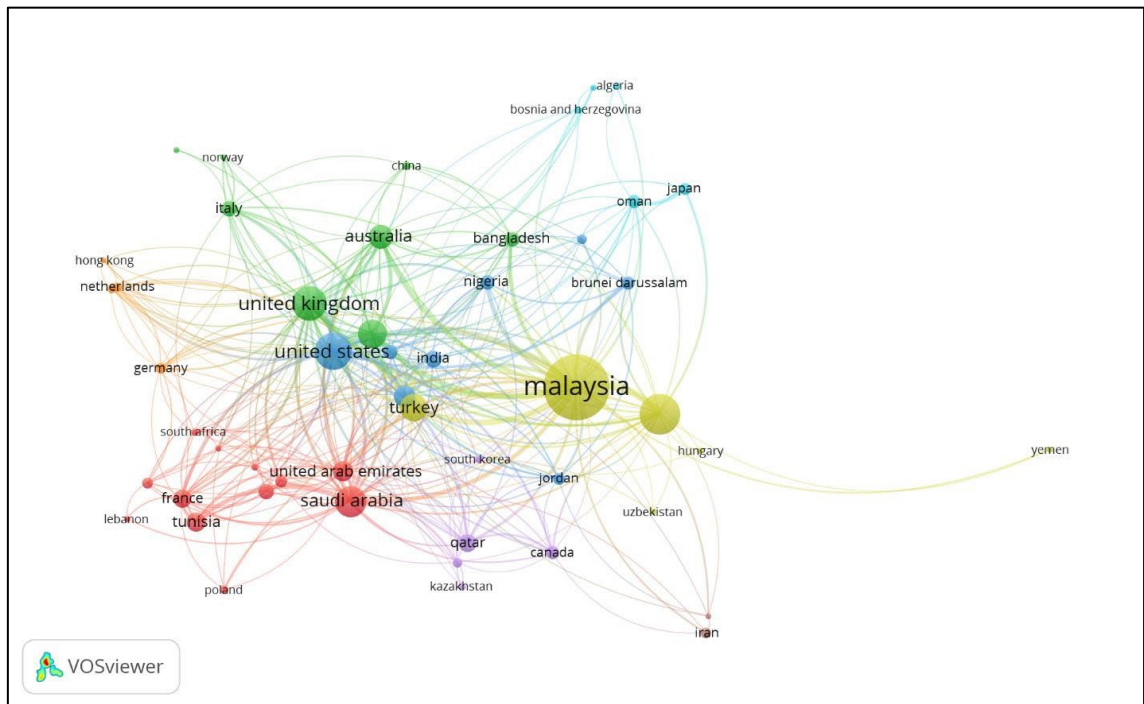 algeria
bosnia and herzegovina
norway
china
japan
oman
italy
australia
bangladesh
hong kong
netherlands
nigeria
brunei darussalam
united kingdom
united states
india
germany
malaysia
turkey
south africa
south korea
hungary
yemen
united arab emirates
jordan
france
saudi arabia
lebanon
tunisia
uzbekistan
qatar
canada
kazakhstan
poland
iran
VOSviewer